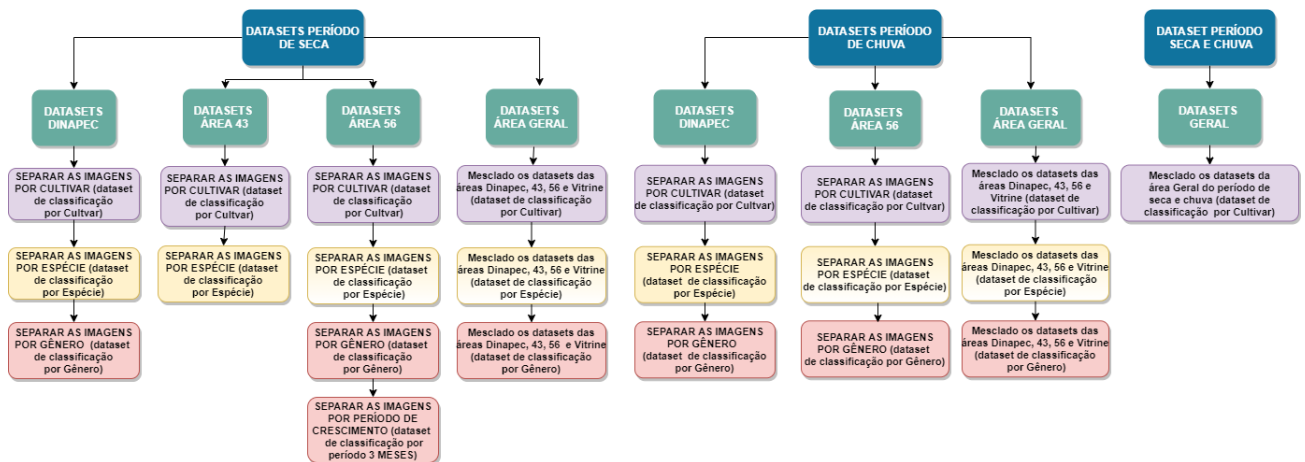 DATASETS PERÍODO
DE SECA
DATASETS PERÍODO
DE CHUVA
DATASET PERÍODO
SECA E CHUVA
DATASETS
DINAPEC
DATASETS
ÁREA 43
DATASETS
ÁREA 56
DATASETS
ÁREA GERAL
DATASETS
DINAPEC
DATASETS
ÁREA 56
DATASETS
ÁREA GERAL
DATASETS
GERAL
SEPARAR AS IMAGENS
POR CULTIVAR (dataset
de classificação
por Cultvar)
SEPARAR AS IMAGENS
POR CULTIVAR (dataset
de classificação
por Cultvar)
SEPARAR AS IMAGENS
POR CULTIVAR (dataset
de classificação
por Cultvar)
Mesclado os datasets das
áreas Dinapec, 43, 56 e Vitrine
(dataset de classificação
por Cultivar)
SEPARAR AS IMAGENS
POR CULTIVAR (dataset
de classificação
por Cultvar)
SEPARAR AS IMAGENS
POR CULTIVAR (dataset
de classificação
por Cultvar)
Mesclado os datasets das
áreas Dinapec, 43, 56 e
Vitrine (dataset de
classificação por Cultivar)
Mesclado os datasets da
área Geral do período de
seca e chuva (dataset de
classificação por Cultivar)
SEPARAR AS IMAGENS
POR ESPÉCIE (dataset
de classificação
por Espécie)
SEPARAR AS IMAGENS
POR ESPÉCIE (dataset
de classificação
por Espécie)
SEPARAR AS IMAGENS
POR ESPÉCIE (dataset
de classificação
por Espécie)
Mesclado os datasets das
áreas Dinapec, 43, 56 e Vitrine
(dataset de classificação
por Espécie)
SEPARAR AS IMAGENS
POR ESPÉCIE
(dataset de classificação
por Espécie)
SEPARAR AS IMAGENS
POR ESPÉCIE (dataset
de classificação
por Espécie)
Mesclado os datasets das
áreas Dinapec, 43, 56 e Vitrine
(dataset de classificação
por Espécie)
SEPARAR AS IMAGENS
POR GÊNERO (dataset
de classificação
por Gênero)
SEPARAR AS IMAGENS
POR GÊNERO (dataset
de classificação
por Gênero)
Mesclado os datasets das
áreas Dinapec, 43, 56 e Vitrine
(dataset de classificação
por Gênero)
SEPARAR AS IMAGENS
POR GÊNERO
(dataset de classificação
por Gênero)
SEPARAR AS IMAGENS
POR GÊNERO (dataset
de classificação
por Gênero)
Mesclado os datasets das
áreas Dinapec, 43, 56 e Vitrine
(dataset de classificação
por Gênero)
SEPARAR AS IMAGENS
POR PERÍODO DE
CRESCIMENTO (dataset
de classificação por
período 3 MESES)